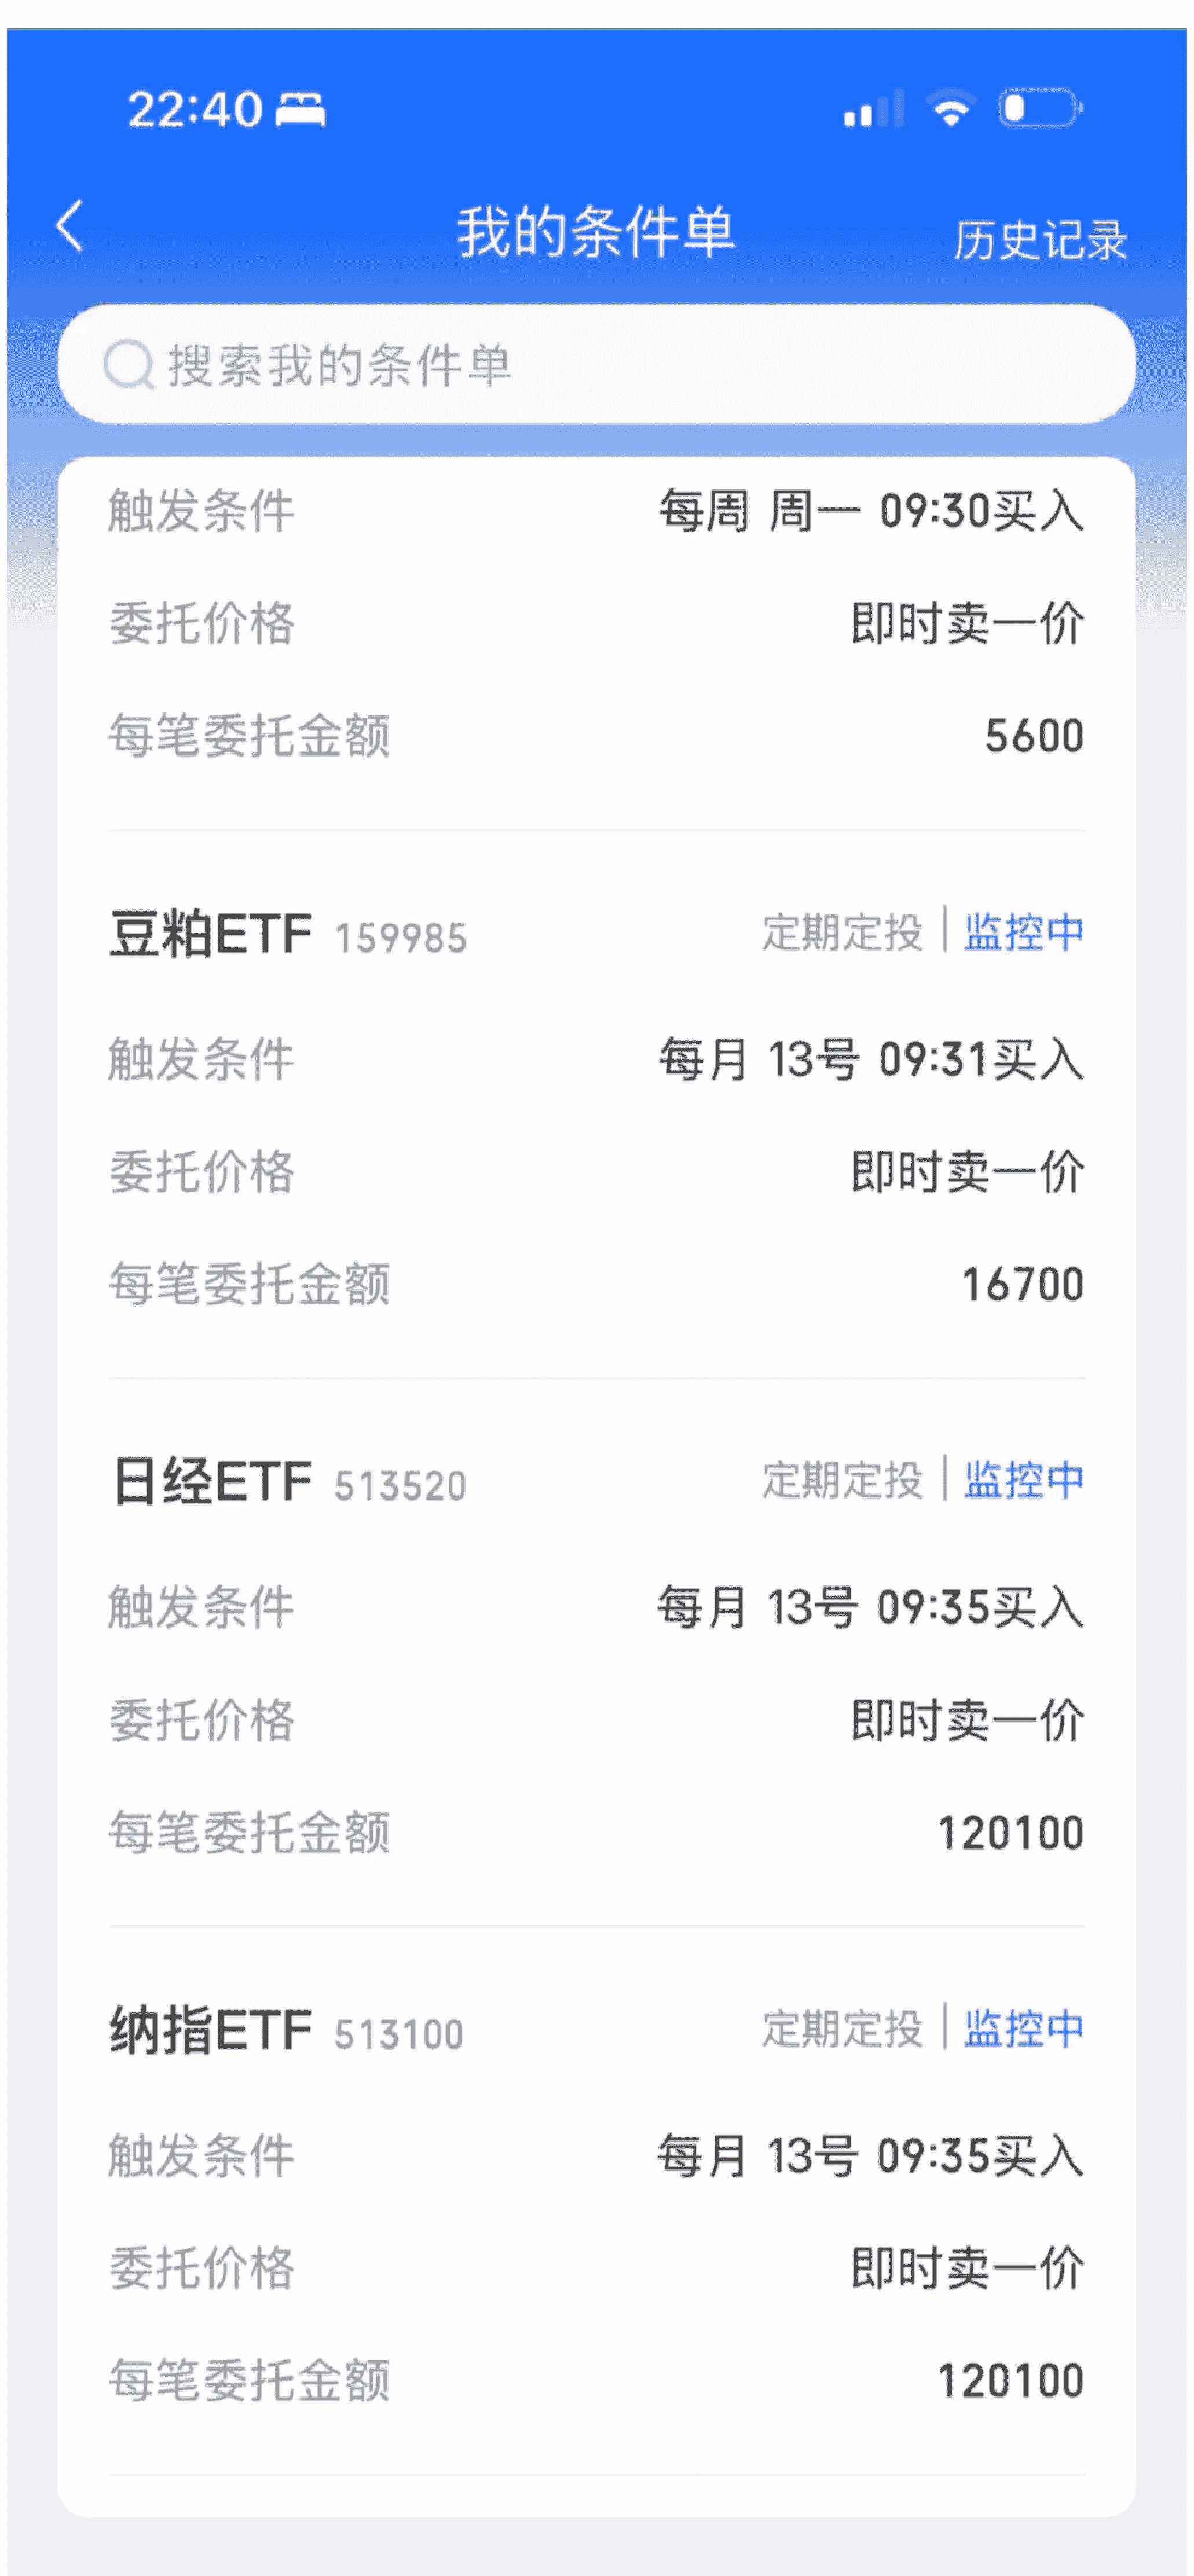 22:40
我的条件单 历史记录
搜索我的条件单
触发条件 每周 周一 09:30买入
委托价格 即时卖一价
每笔委托金额 5600
豆粕ETF 159985 定期定投 监控中
触发条件 每月 13号 09:31买入
委托价格 即时卖一价
每笔委托金额 16700
日经ETF 513520 定期定投 监控中
触发条件 每月 13号 09:35买入
委托价格 即时卖一价
每笔委托金额 120100
纳指ETF 513100 定期定投 监控中
触发条件 每月 13号 09:35买入
委托价格 即时卖一价
每笔委托金额 120100